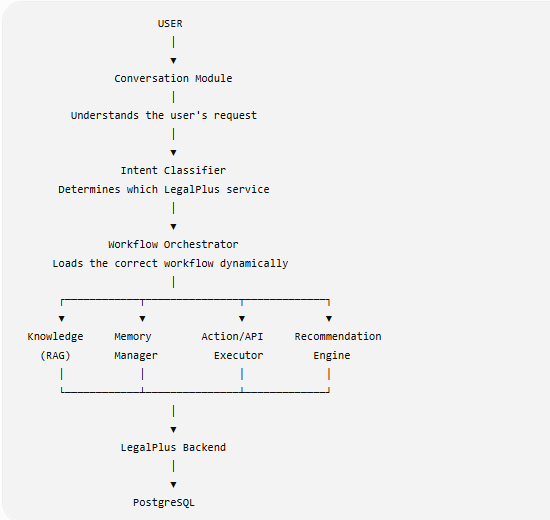 USER
Conversation Module
Understands the user's request
Intent Classifier
Determines which LegalPlus service
Workflow Orchestrator
Loads the correct workflow dynamically
Knowledge Memory Action/API Recommendation
(RAG) Manager Executor Engine
LegalPlus Backend
PostgreSQL